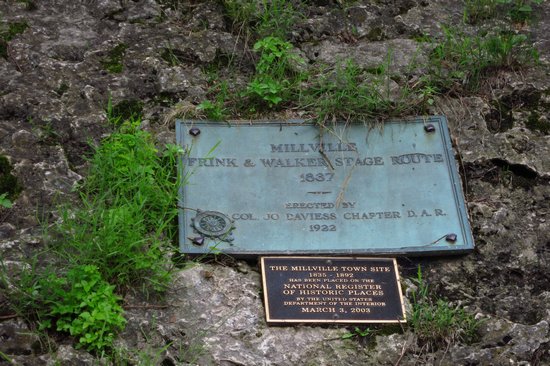 MILLVILLE
FRINK & WALKER STAGE ROUTE
1837
ERECTED BY
COL. JO DAVIESS CHAPTER D.A.R.
1922
THE MILLVILLE TOWN SITE
1835 - 1892
HAS BEEN PLACED ON THE
NATIONAL REGISTER
OF HISTORIC PLACES
BY THE UNITED STATES
DEPARTMENT OF THE INTERIOR
MARCH 3, 2003